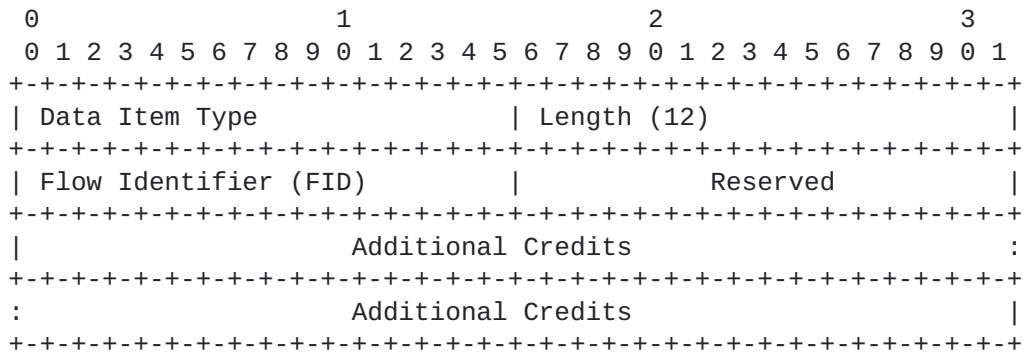 0                   1                   2                   3
 0 1 2 3 4 5 6 7 8 9 0 1 2 3 4 5 6 7 8 9 0 1 2 3 4 5 6 7 8 9 0 1
+-+-+-+-+-+-+-+-+-+-+-+-+-+-+-+-+-+-+-+-+-+-+-+-+-+-+-+-+-+-+-+-+
| Data Item Type                | Length (12)                   |
+-+-+-+-+-+-+-+-+-+-+-+-+-+-+-+-+-+-+-+-+-+-+-+-+-+-+-+-+-+-+-+-+
| Flow Identifier (FID)         |            Reserved           |
+-+-+-+-+-+-+-+-+-+-+-+-+-+-+-+-+-+-+-+-+-+-+-+-+-+-+-+-+-+-+-+-+
|                     Additional Credits                        :
+-+-+-+-+-+-+-+-+-+-+-+-+-+-+-+-+-+-+-+-+-+-+-+-+-+-+-+-+-+-+-+-+
:                     Additional Credits                        |
+-+-+-+-+-+-+-+-+-+-+-+-+-+-+-+-+-+-+-+-+-+-+-+-+-+-+-+-+-+-+-+-+